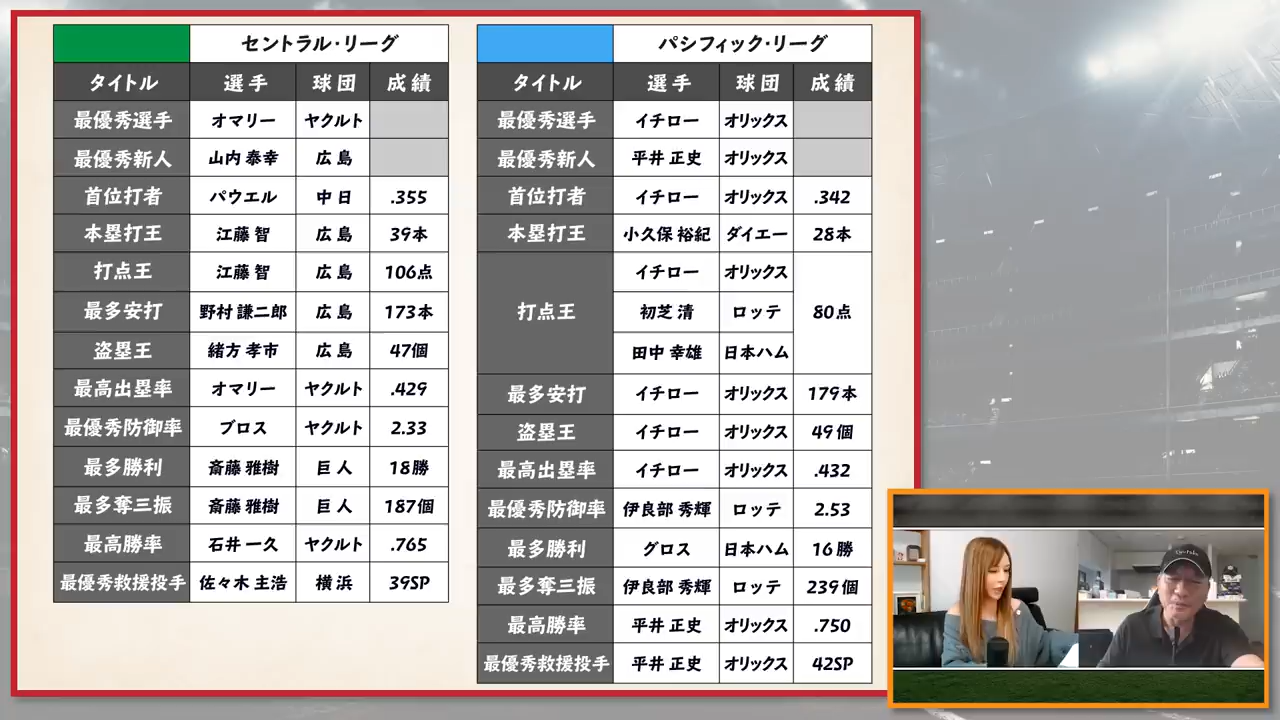 セントラル・リーグ
タイトル 選手 球団 成績
最優秀選手 オマリー ヤクルト
最優秀新人 山内 泰幸 広島
首位打者 パウエル 中日 .355
本塁打王 江藤 智 広島 39本
打点王 江藤 智 広島 106点
最多安打 野村 謙二郎 広島 173本
盗塁王 緒方 孝市 広島 47個
最高出塁率 オマリー ヤクルト .429
最優秀防御率 ブロス ヤクルト 2.33
最多勝利 斎藤 雅樹 巨人 18勝
最多奪三振 斎藤 雅樹 巨人 187個
最高勝率 石井 一久 ヤクルト .765
最優秀救援投手 佐々木 主浩 横浜 39SP
パシフィック・リーグ
タイトル 選手 球団 成績
最優秀選手 イチロー オリックス
最優秀新人 平井 正史 オリックス
首位打者 イチロー オリックス .342
本塁打王 小久保 裕紀 ダイエー 28本
打点王 イチロー オリックス 80点
初芝 清 ロッテ
田中 幸雄 日本ハム
最多安打 イチロー オリックス 179本
盗塁王 イチロー オリックス 49個
最高出塁率 イチロー オリックス .432
最優秀防御率 伊良部 秀輝 ロッテ 2.53
最多勝利 グロス 日本ハム 16勝
最多奪三振 伊良部 秀輝 ロッテ 239個
最高勝率 平井 正史 オリックス .750
最優秀救援投手 平井 正史 オリックス 42SP